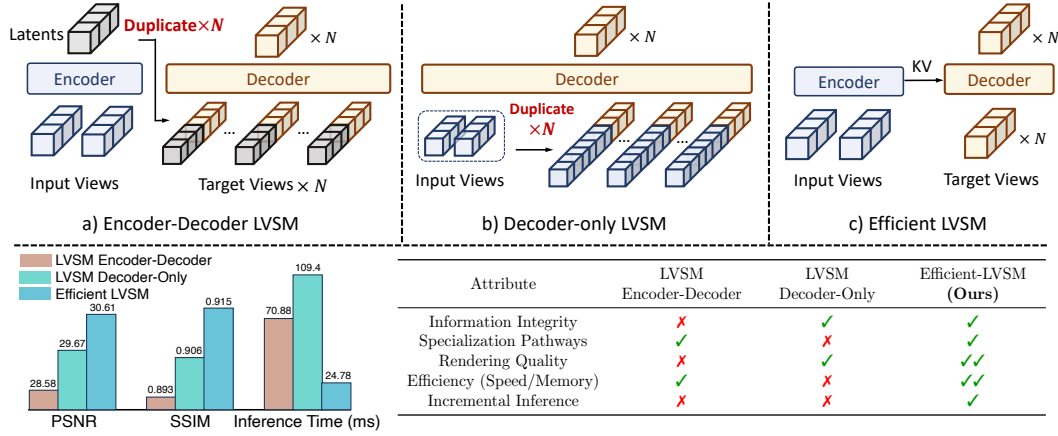 Latents
Duplicate×N
× N
Encoder
Decoder
... ...
Input Views
Target Views × N
a) Encoder-Decoder LVSM
× N
Decoder
Duplicate
×N
... ...
Input Views
Target Views
b) Decoder-only LVSM
× N
KV
Encoder
Decoder
× N
Input Views
Target Views
c) Efficient LVSM
LVSM Encoder-Decoder
LVSM Decoder-Only
Efficient LVSM
28.58
29.67
30.61
0.893
0.906
0.915
70.88
109.4
24.78
PSNR
SSIM
Inference Time (ms)
Attribute
LVSM
Encoder-Decoder
LVSM
Decoder-Only
Efficient-LVSM
(Ours)
Information Integrity ✗ ✓ ✓
Specialization Pathways ✓ ✗ ✓
Rendering Quality ✗ ✓ ✓✓
Efficiency (Speed/Memory) ✓ ✗ ✓✓
Incremental Inference ✗ ✗ ✓